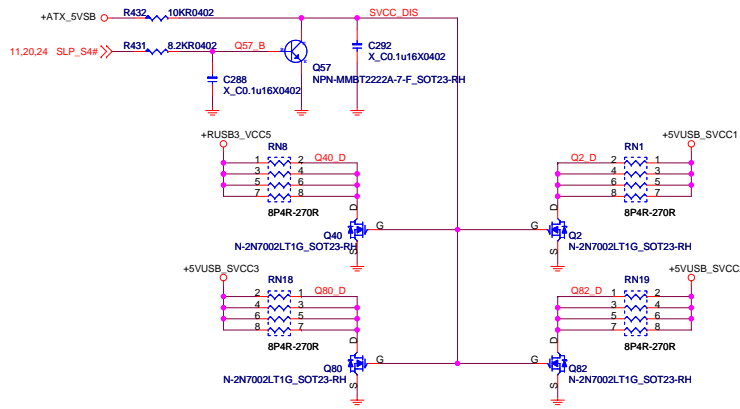 +ATX_5VSB R432 10KR0402 SVCC_DIS
11,20,24 SLP_S4# R431 8.2KR0402 Q57_B
C292
X_C0.1u16X0402
Q57
NPN-MMBT2222A-7-F_SOT23-RH
C288
X_C0.1u16X0402
+RUSB3_VCC5 +5VUSB_SVCC1
RN8 RN1
1 2 Q40_D Q2_D 2 1
3 4 4 3
5 6 6 5
7 8 8 7
8P4R-270R 8P4R-270R
D D
Q40 G G Q2
N-2N7002LT1G_SOT23-RH N-2N7002LT1G_SOT23-RH
S S
+5VUSB_SVCC3 +5VUSB_SVCC
RN18 RN19
2 1 Q80_D Q82_D 1 2
4 3 3 4
6 5 5 6
8 7 7 8
8P4R-270R 8P4R-270R
D D
Q80 G G Q82
N-2N7002LT1G_SOT23-RH N-2N7002LT1G_SOT23-RH
S S